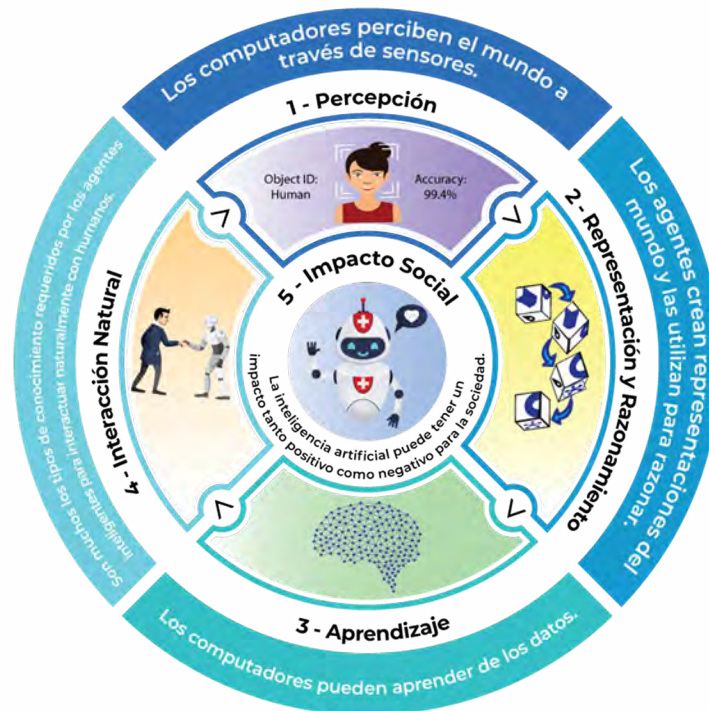 Los computadores perciben el mundo a
través de sensores.
1 - Percepción
Object ID:
Human
Accuracy:
99.4%
Los agentes crean representaciones del
mundo y las utilizan para razonar.
2 - Representación y Razonamiento
3 - Aprendizaje
Los computadores pueden aprender de los datos.
Son muchos los tipos de conocimiento requeridos por los agentes
inteligentes para interactuar naturalmente con humanos.
4 - Interacción Natural
5 - Impacto Social
La inteligencia artificial puede tener un
impacto tanto positivo como negativo para la sociedad.